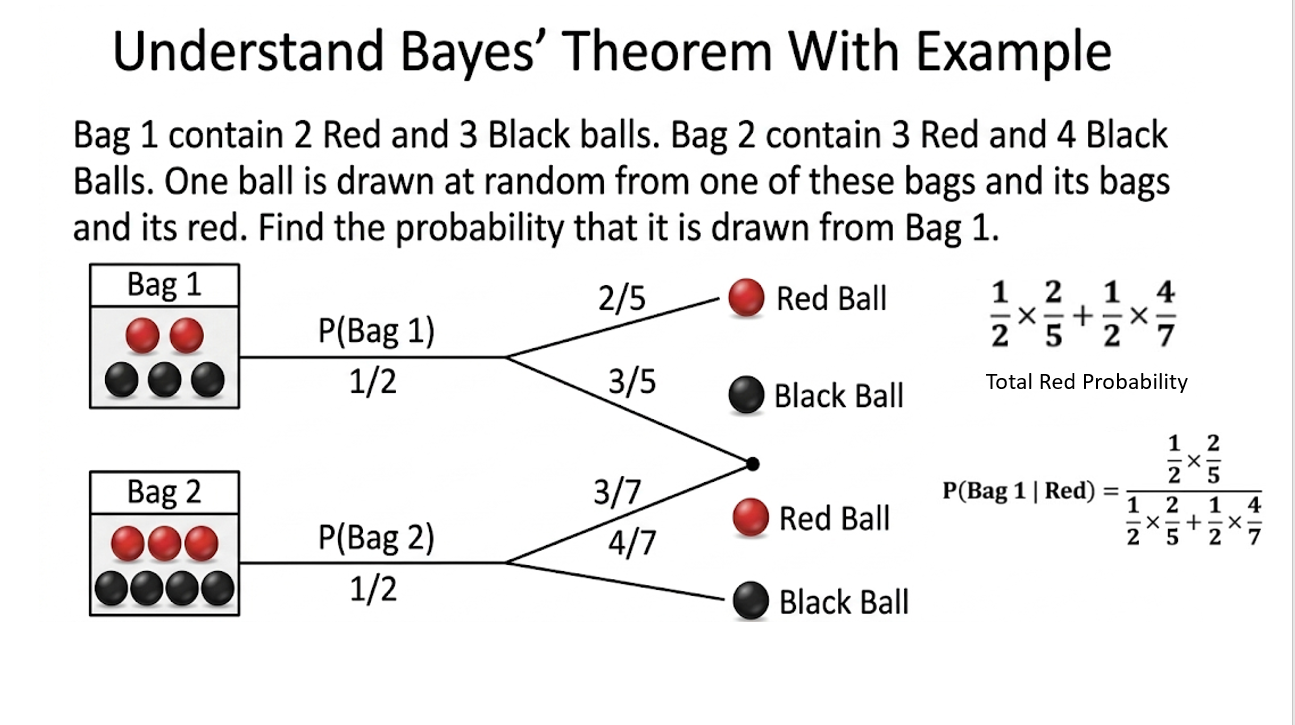 Understand Bayes’ Theorem With Example
Bag 1 contain 2 Red and 3 Black balls. Bag 2 contain 3 Red and 4 Black
Balls. One ball is drawn at random from one of these bags and its bags
and its red. Find the probability that it is drawn from Bag 1.
Bag 1
P(Bag 1)
1/2
2/5
3/5
Red Ball
Black Ball
1/2 × 2/5 + 1/2 × 4/7
Total Red Probability
Bag 2
P(Bag 2)
1/2
3/7
4/7
Red Ball
Black Ball
P(Bag 1 | Red) = (1/2 × 2/5) / (1/2 × 2/5 + 1/2 × 4/7)